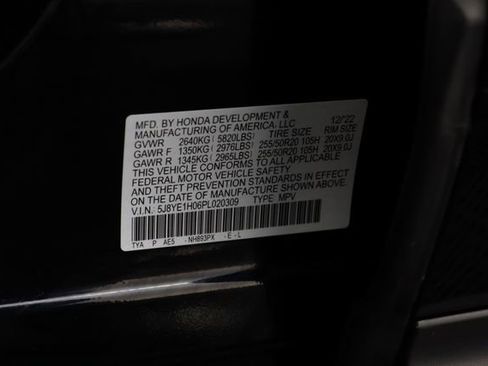 MFD. BY HONDA DEVELOPMENT & 12/22
MANUFACTURING OF AMERICA, LLC
GVWR 2640KG (5820LBS) TIRE SIZE RIM SIZE
GAWR F 1350KG (2976LBS) 255/50R20 105H 20X9.0J
GAWR R 1345KG (2965LBS) 255/50R20 105H 20X9.0J
THIS VEHICLE CONFORMS TO ALL APPLICABLE
FEDERAL MOTOR VEHICLE SAFETY
AND THEFT PREVENTION STANDARDS IN EFFECT
ON THE DATE OF MANUFACTURE SHOWN ABOVE.
V.I.N. 5J8YE1H06PL020309 TYPE: MPV
TYA P AE5 -NH893PX -E-L